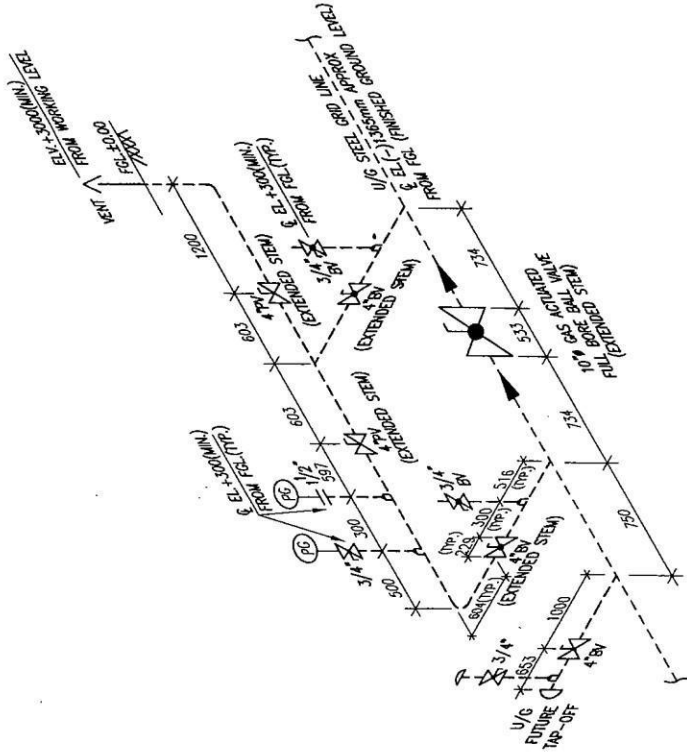 ELV.+3000(MIN.)
FROM WORKING LEVEL
FGL±0.00
VENT
1200
603
603
4"PV
(EXTENDED STEM)
℄ EL +300(MIN.)
FROM FGL(TYP.)
3/4"
BV
4"BV
(EXTENDED STEM)
U/G STEEL GRID LINE
℄ EL(-)1365mm APPROX
FROM FGL (FINISHED GROUND LEVEL)
℄ EL +300(MIN.)
FROM FGL(TYP.)
PG
1/2"
597
PG
3/4"
300
500
4"PV
(EXTENDED STEM)
3/4"
BV
516
(TYP.)
300
(TYP.)
229
(TYP.)
4"BV
(EXTENDED STEM)
604(TYP.)
734
533
734
750
10"ø GAS ACTUATED
FULL BORE BALL VALVE
(EXTENDED STEM)
1000
653
3/4"
4"BV
U/G
FUTURE
TAP-OFF